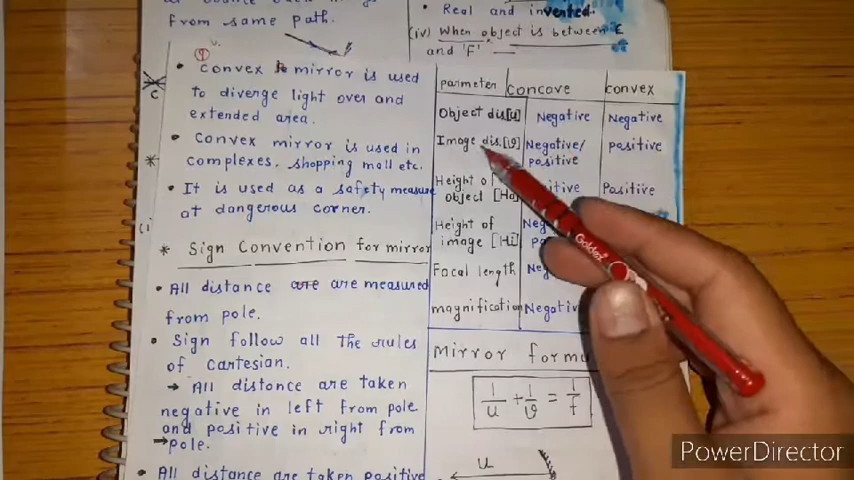 from same path.
• Real and invented.
(iv) When object is between E
and 'F'
• Convex mirror is used
to diverge light over and
extended area.
• Convex mirror is used in
complexes, shopping mall etc.
• It is used as a safety measure
at dangerous corner.
* Sign Convention for mirror
• All distance are are measured
from pole.
• Sign follow all the rules
of cartesian.
→ All distance are taken
negative in left from pole
and positive in right from
→ pole.
• All distance are taken positive
parmeter concave convex
Object dis[u] Negative Negative
Image dis.[v] Negative/ positive
positive
Height of
object [Ho] Positive
Height of
image [Hi]
Focal length
magnification
Mirror
1/u + 1/v = 1/f
u
Goldex
PowerDirector